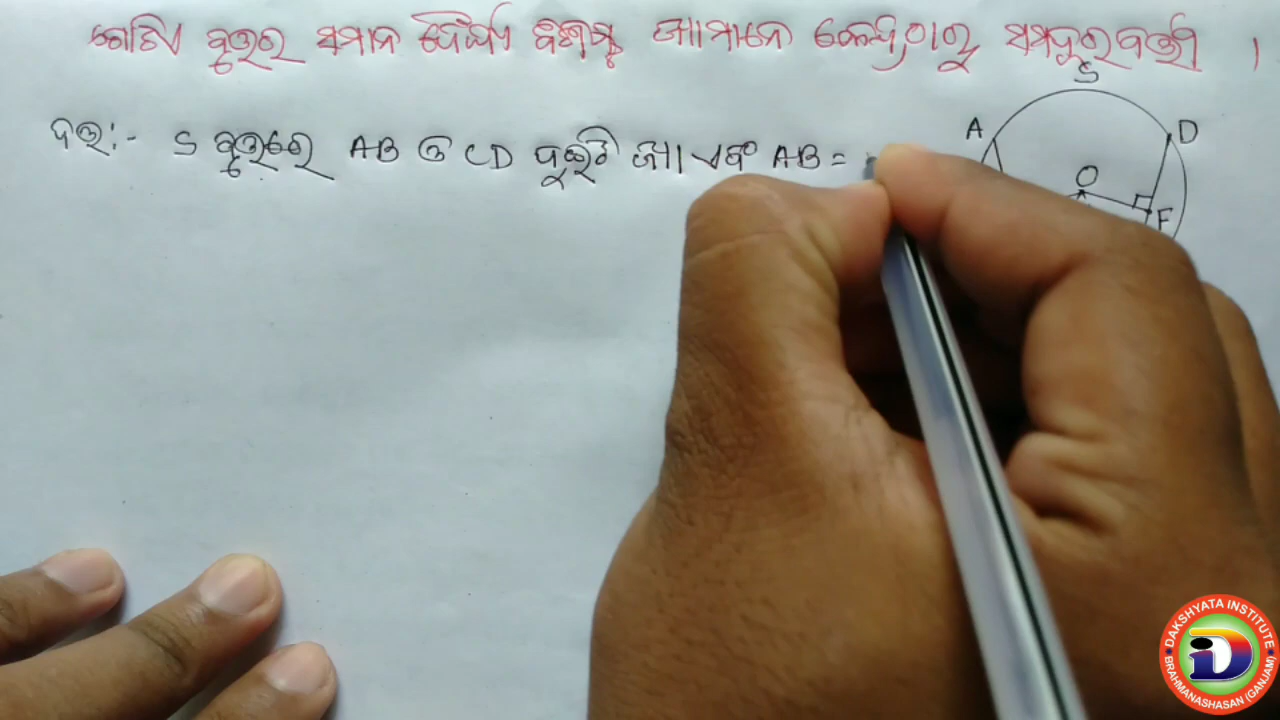 ଗୋଟିଏ ବୃତ୍ତର ସମାନ ଦୈର୍ଘ୍ୟ ବିଶିଷ୍ଟ ଜ୍ୟାମାନେ କେନ୍ଦ୍ରଠାରୁ ସମଦୂରବର୍ତ୍ତୀ ।
ଦତ୍ତ:- S ବୃତ୍ତରେ AB ଓ CD ଦୁଇଟି ଜ୍ୟା ଏବଂ AB =
S
A
D
O
F
DAKSHYATA INSTITUTE
BRAHMANASHASAN (GANJAM)